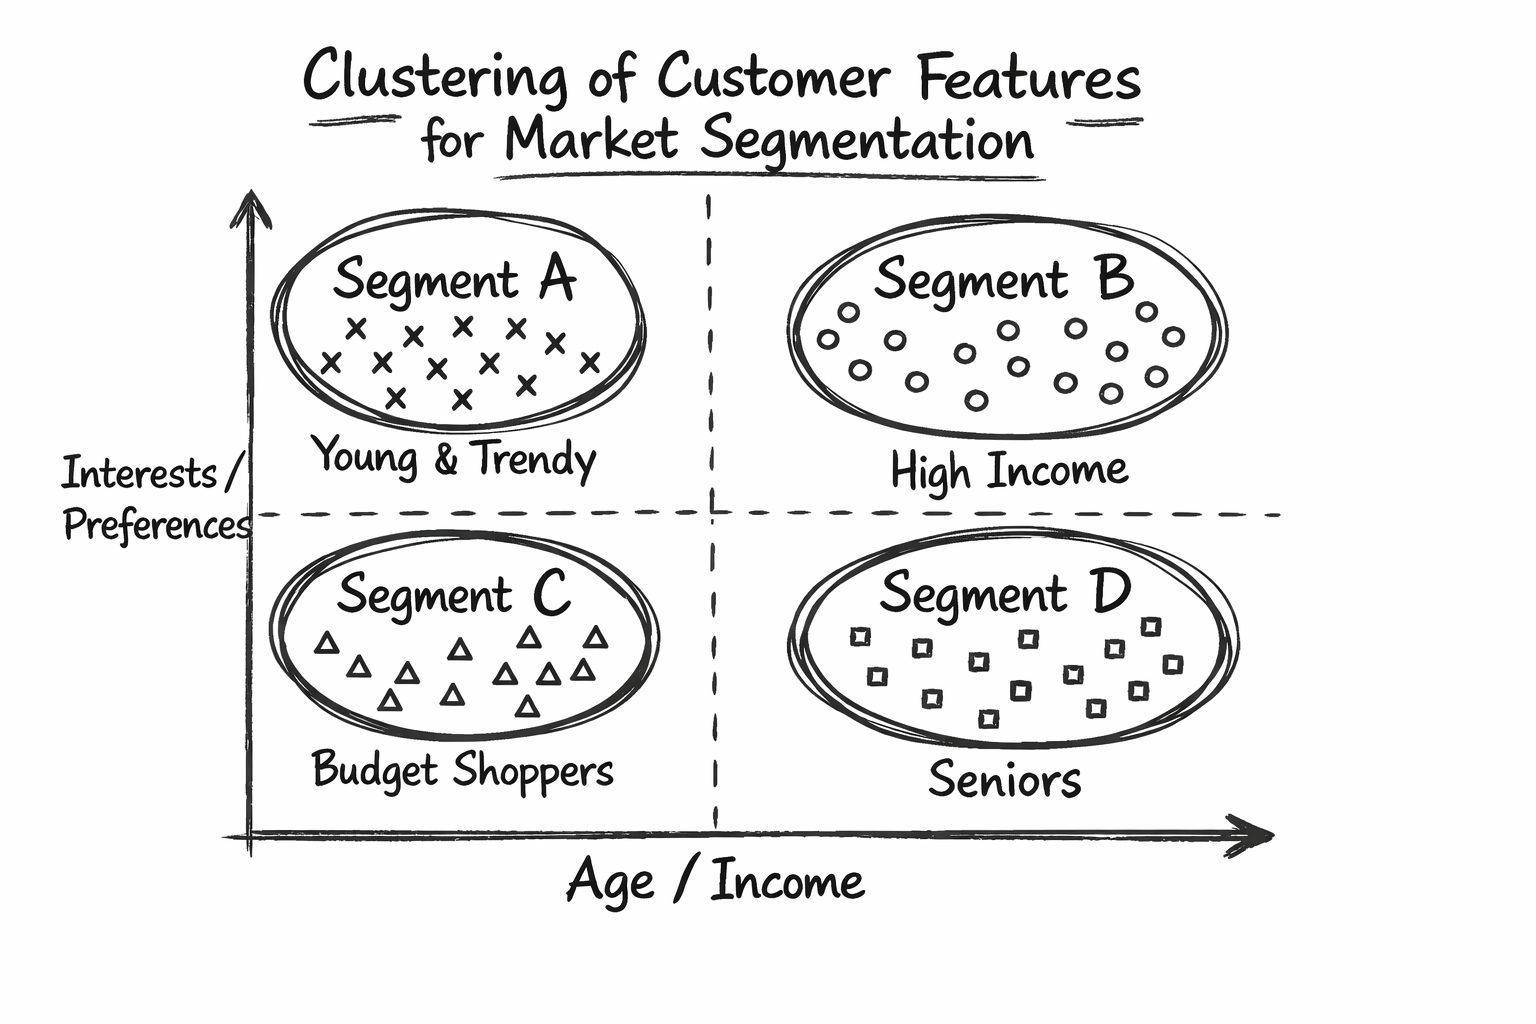 Clustering of Customer Features
for Market Segmentation
Segment A
Young & Trendy
Segment B
High Income
Interests /
Preferences
Segment C
Budget Shoppers
Segment D
Seniors
Age / Income